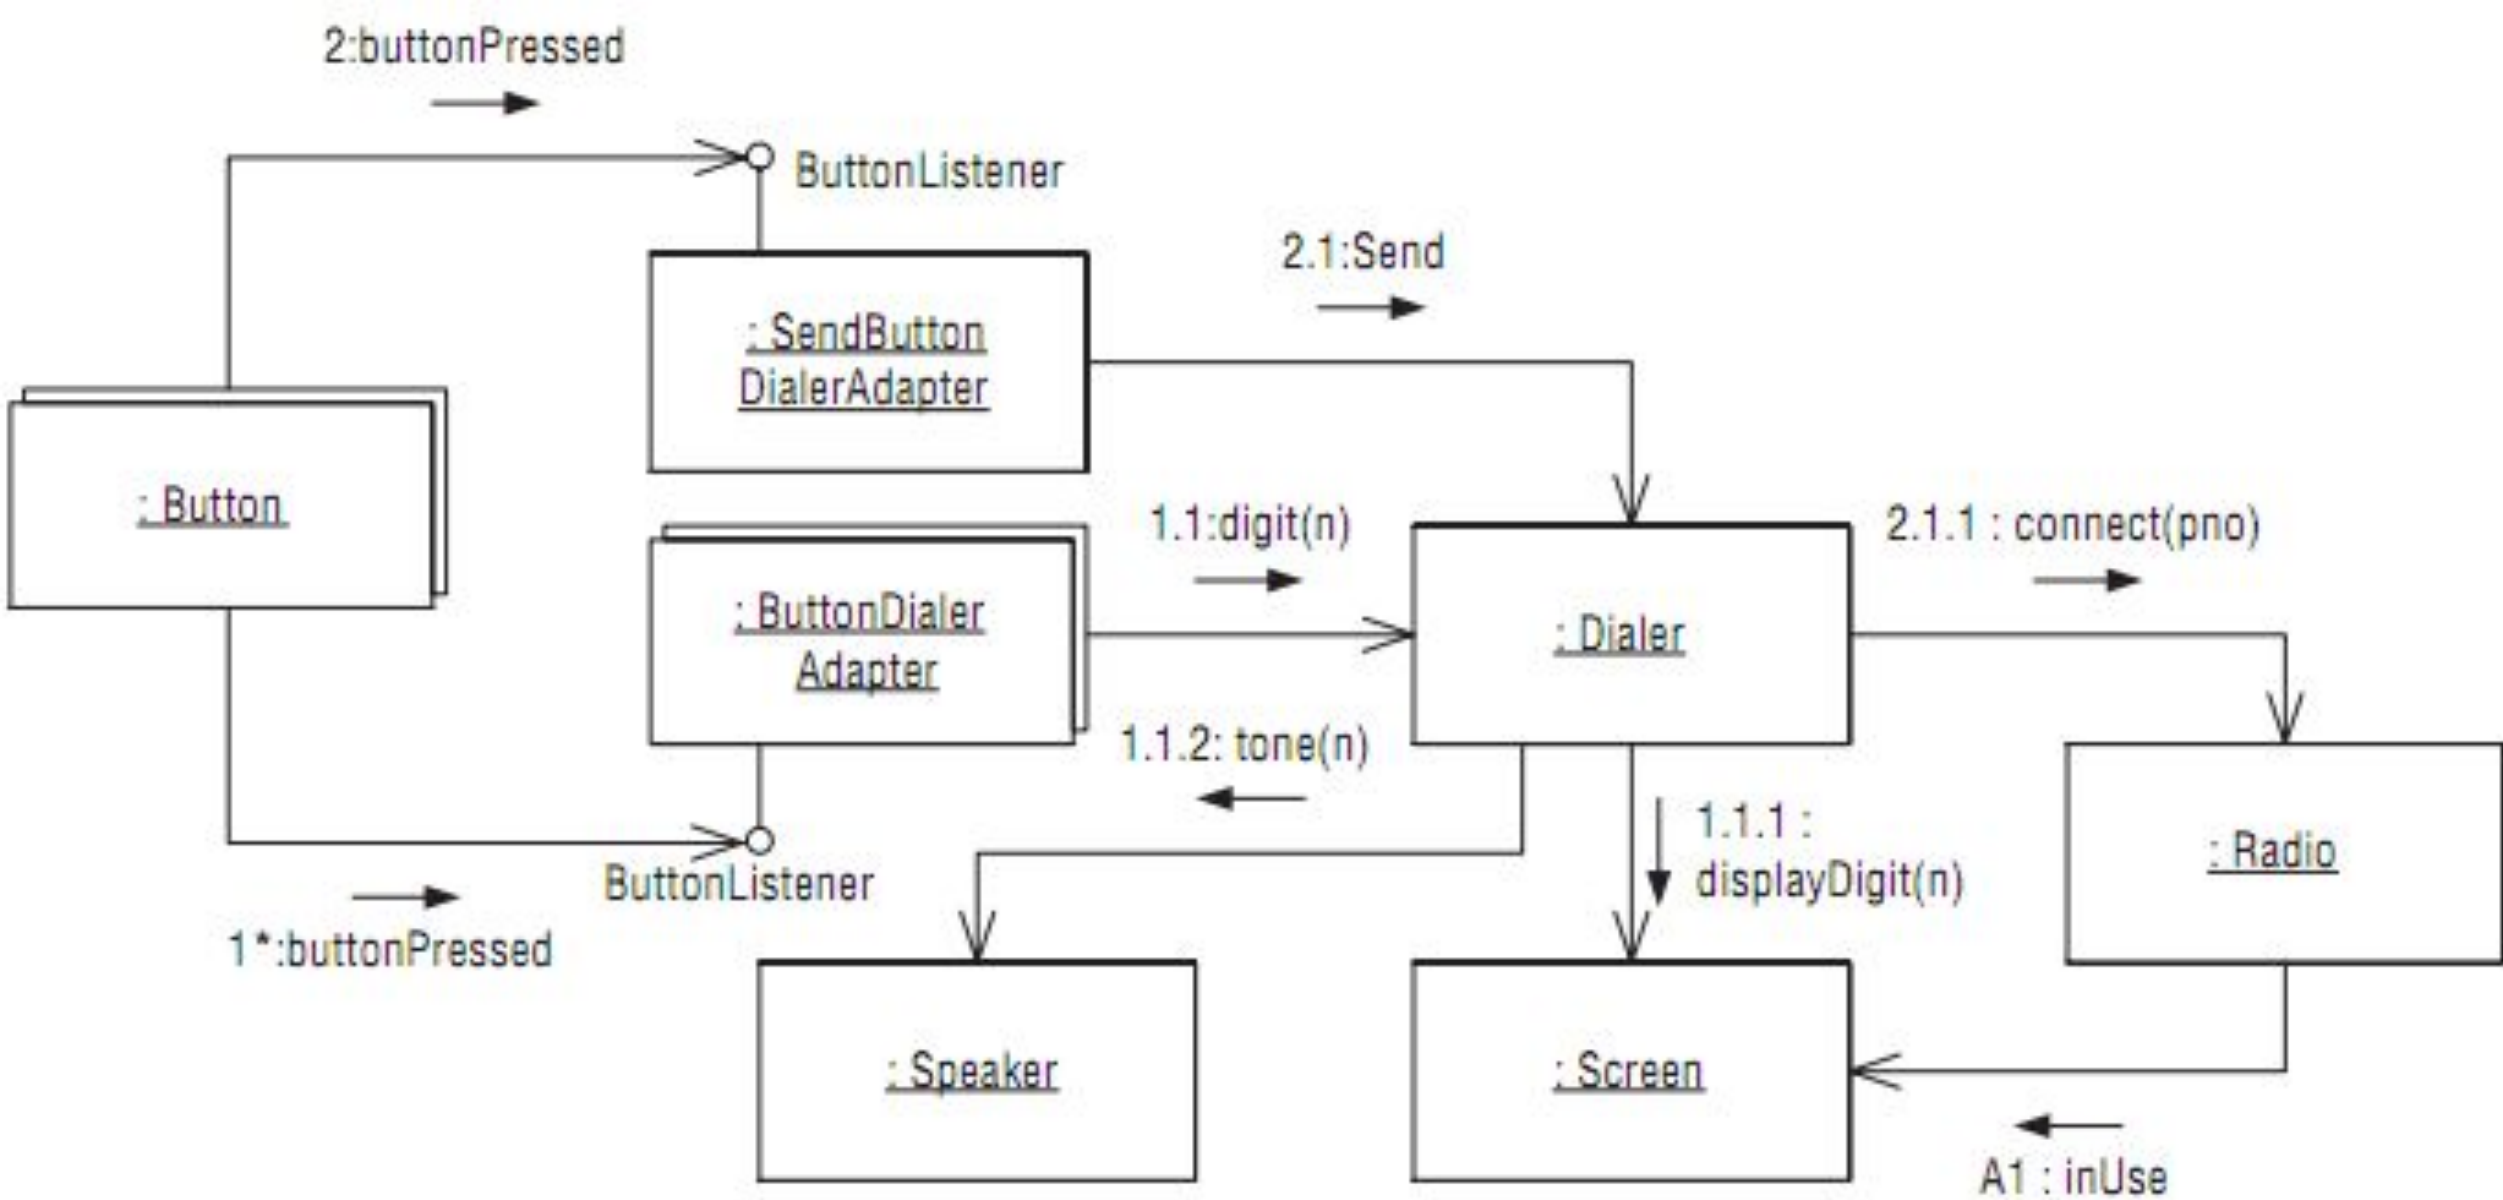 2:buttonPressed
ButtonListener
2.1:Send
: SendButton
DialerAdapter
: Button
1.1:digit(n)
2.1.1 : connect(pno)
: ButtonDialer
Adapter
: Dialer
1.1.2: tone(n)
1.1.1 :
displayDigit(n)
: Radio
ButtonListener
1*:buttonPressed
: Speaker
: Screen
A1 : inUse